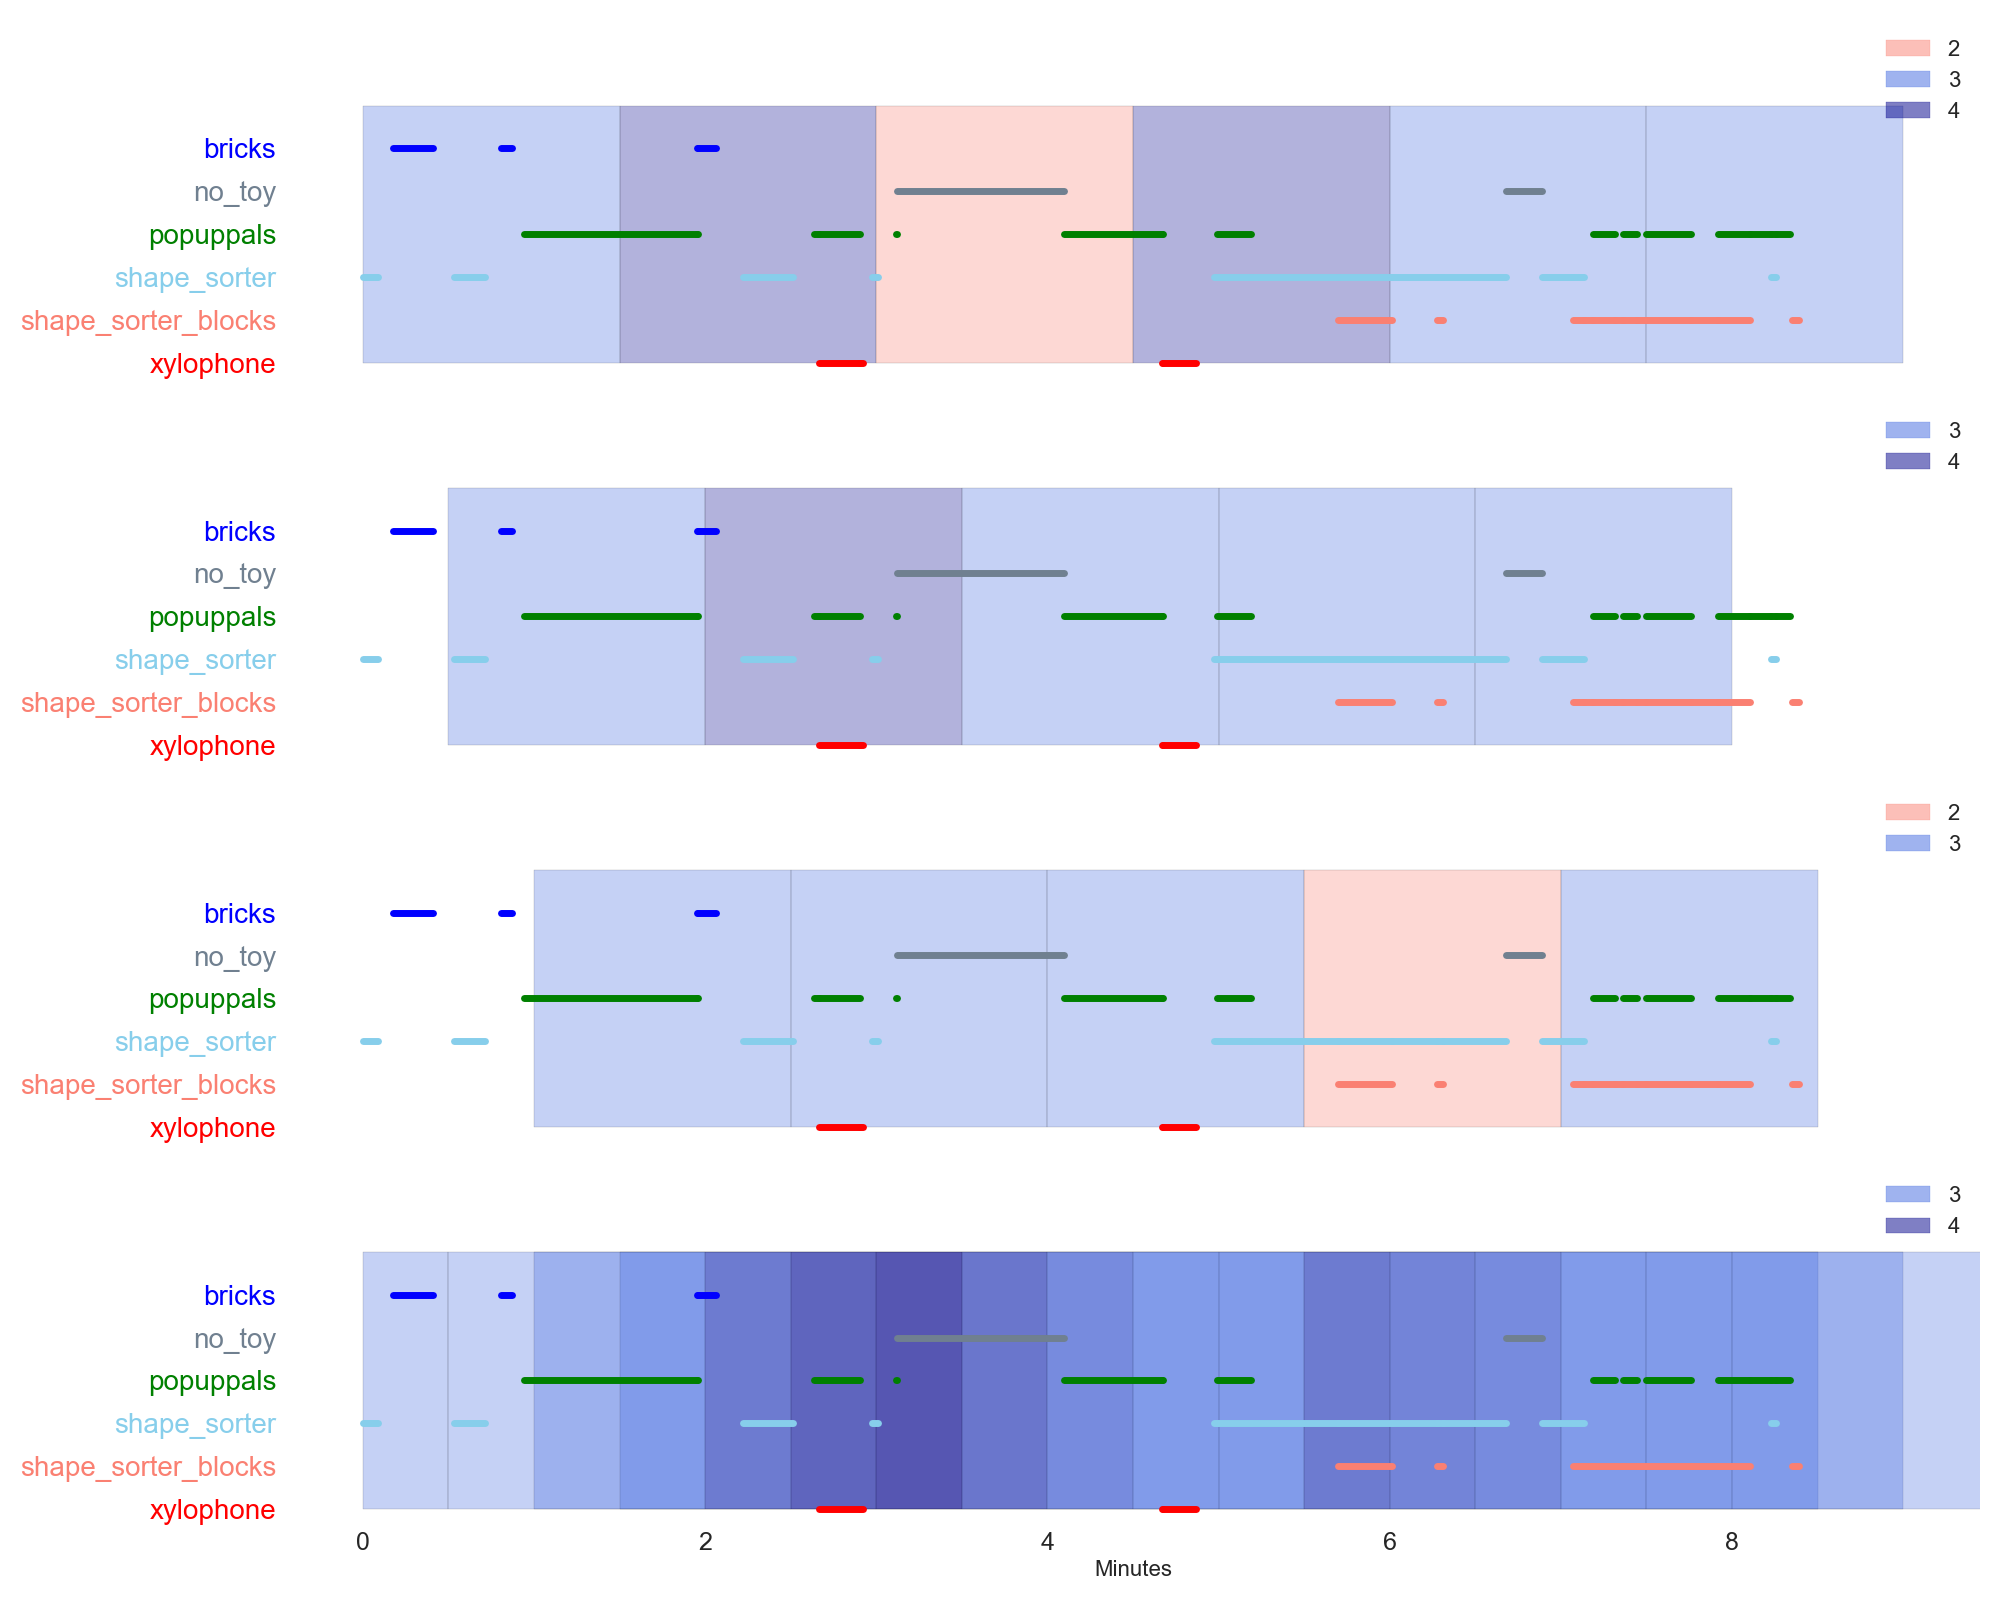 2
3
4
bricks
no_toy
popuppals
shape_sorter
shape_sorter_blocks
xylophone
3
4
bricks
no_toy
popuppals
shape_sorter
shape_sorter_blocks
xylophone
2
3
bricks
no_toy
popuppals
shape_sorter
shape_sorter_blocks
xylophone
3
4
bricks
no_toy
popuppals
shape_sorter
shape_sorter_blocks
xylophone
0 2 4 6 8
Minutes